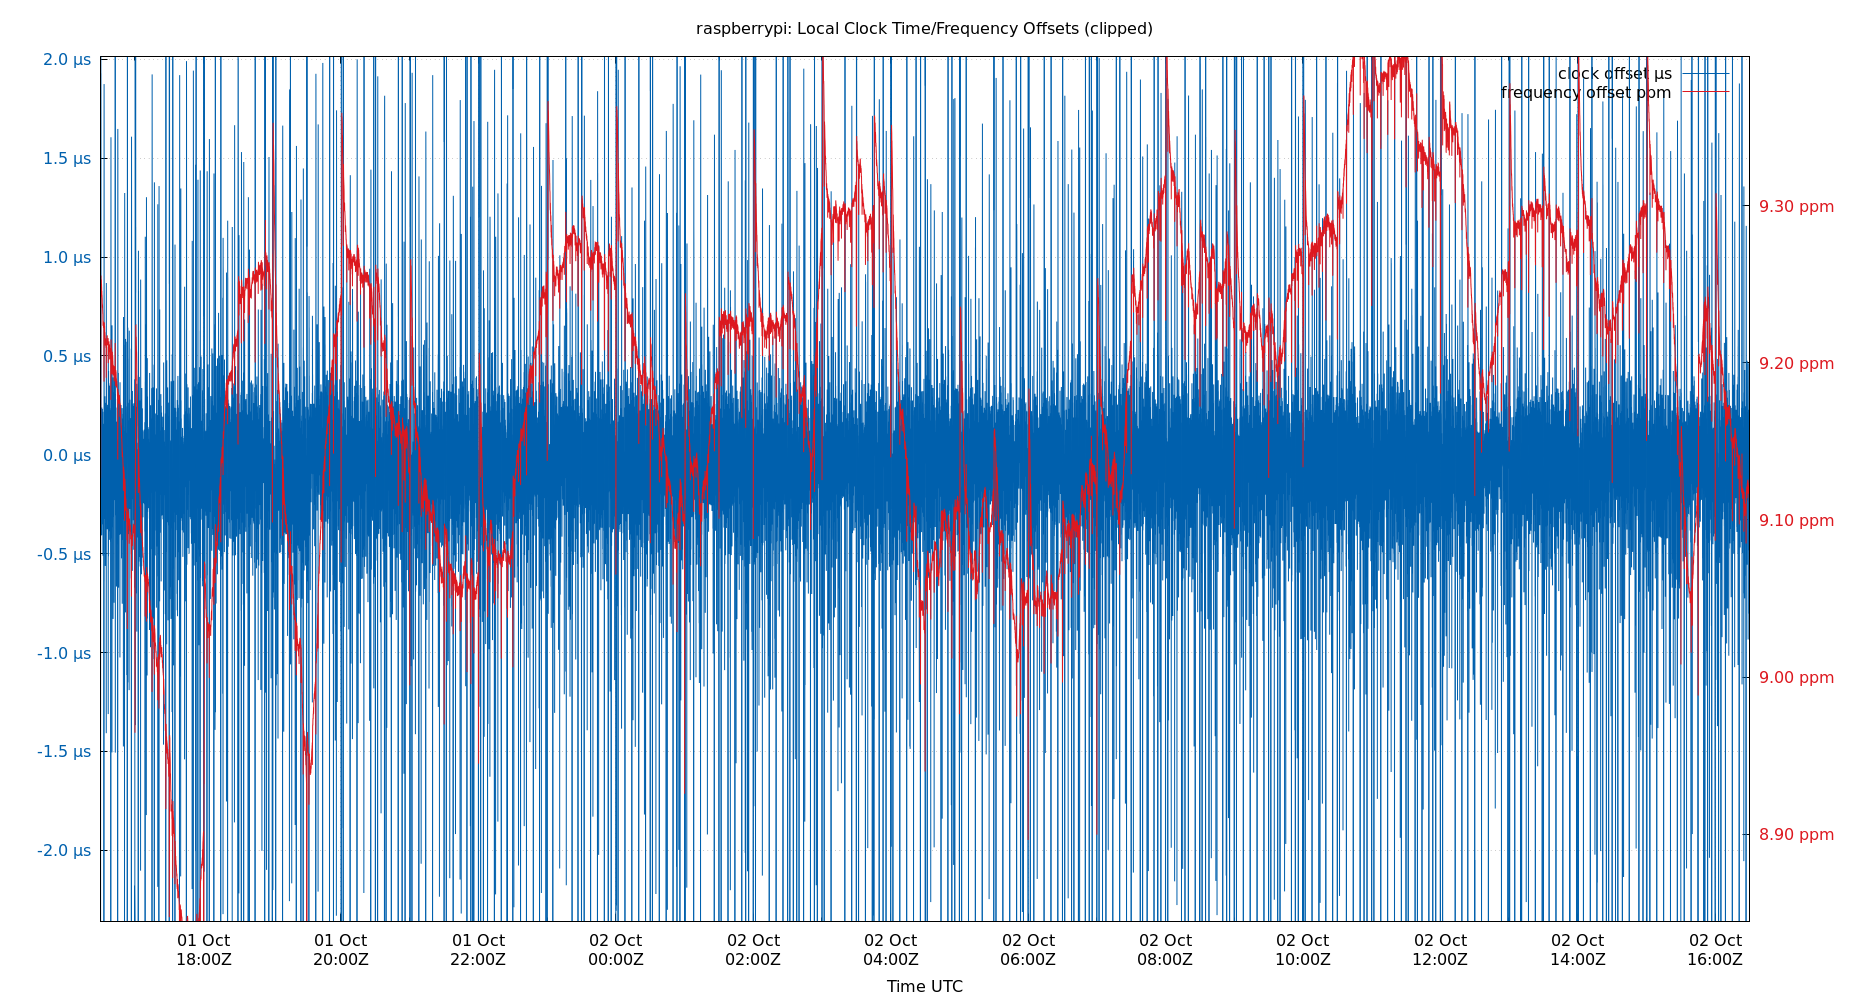 raspberrypi: Local Clock Time/Frequency Offsets (clipped)
clock offset µs
frequency offset ppm
2.0 µs
1.5 µs
1.0 µs
0.5 µs
0.0 µs
-0.5 µs
-1.0 µs
-1.5 µs
-2.0 µs
9.30 ppm
9.20 ppm
9.10 ppm
9.00 ppm
8.90 ppm
01 Oct 01 Oct 01 Oct 02 Oct 02 Oct 02 Oct 02 Oct 02 Oct 02 Oct 02 Oct 02 Oct 02 Oct
18:00Z 20:00Z 22:00Z 00:00Z 02:00Z 04:00Z 06:00Z 08:00Z 10:00Z 12:00Z 14:00Z 16:00Z
Time UTC